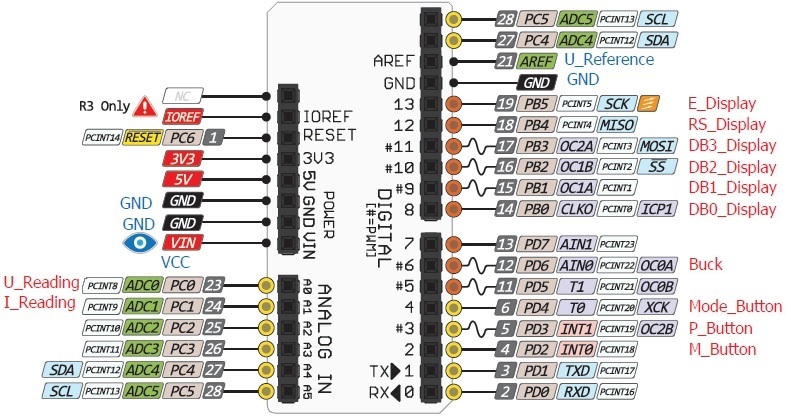 28 PC5 ADC5 PCINT13 SCL
27 PC4 ADC4 PCINT12 SDA
AREF 21 AREF U_Reference
GND GND GND
13 19 PB5 PCINT5 SCK E_Display
12 18 PB4 PCINT4 MISO RS_Display
#11 17 PB3 OC2A PCINT3 MOSI DB3_Display
#10 16 PB2 OC1B PCINT2 SS DB2_Display
#9 15 PB1 OC1A PCINT1 DB1_Display
8 14 PB0 CLKO PCINT0 ICP1 DB0_Display
7 13 PD7 AIN1 PCINT23
#6 12 PD6 AIN0 PCINT22 OC0A Buck
#5 11 PD5 T1 PCINT21 OC0B
4 6 PD4 T0 PCINT20 XCK Mode_Button
#3 5 PD3 INT1 PCINT19 OC2B P_Button
2 4 PD2 INT0 PCINT18 M_Button
TX 1 3 PD1 TXD PCINT17
RX 0 2 PD0 RXD PCINT16
DIGITAL
[#=PWM]
R3 Only
NC
IOREF IOREF
PCINT14 RESET PC6 1 RESET
3V3 3V3
5V 5V
GND GND GND
GND GND
VIN VIN
VCC
POWER
U_Reading PCINT8 ADC0 PC0 23 A0
I_Reading PCINT9 ADC1 PC1 24 A1
PCINT10 ADC2 PC2 25 A2
PCINT11 ADC3 PC3 26 A3
SDA PCINT12 ADC4 PC4 27 A4
SCL PCINT13 ADC5 PC5 28 A5
ANALOG IN